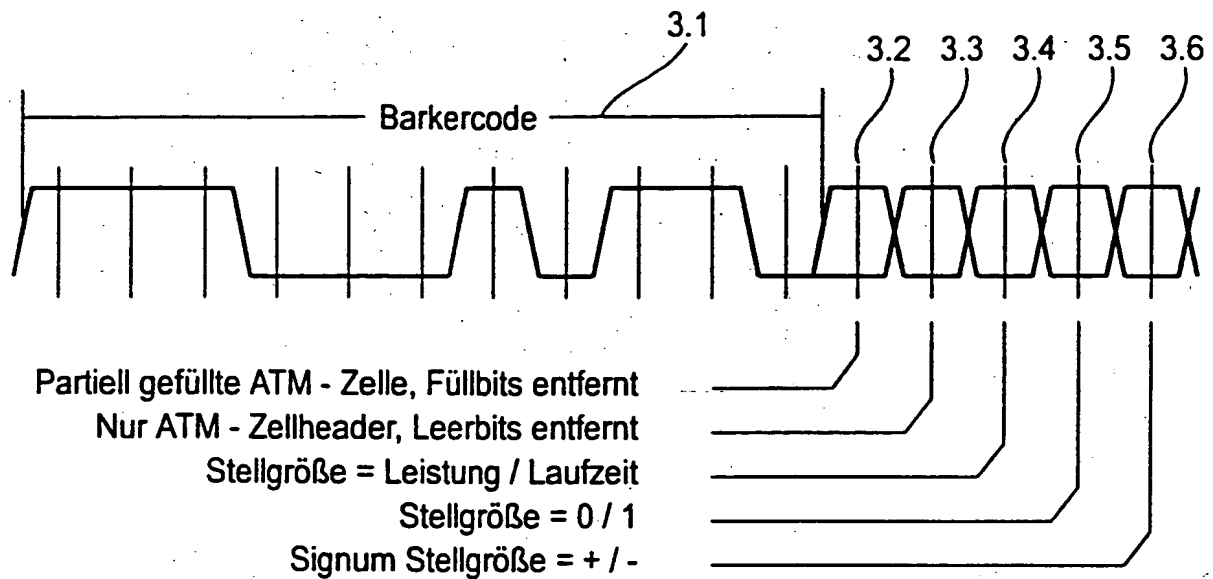 3.1
3.2 3.3 3.4 3.5 3.6
Barkercode
Partiell gefüllte ATM - Zelle, Füllbits entfernt
Nur ATM - Zellheader, Leerbits entfernt
Stellgröße = Leistung / Laufzeit
Stellgröße = 0 / 1
Signum Stellgröße = + / -